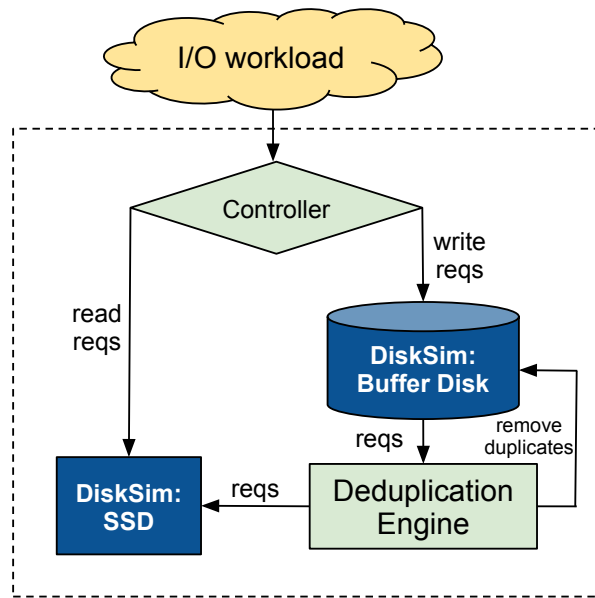 I/O workload
Controller
write
reqs
read
reqs
DiskSim:
Buffer Disk
remove
duplicates
reqs
Deduplication
Engine
reqs
DiskSim:
SSD